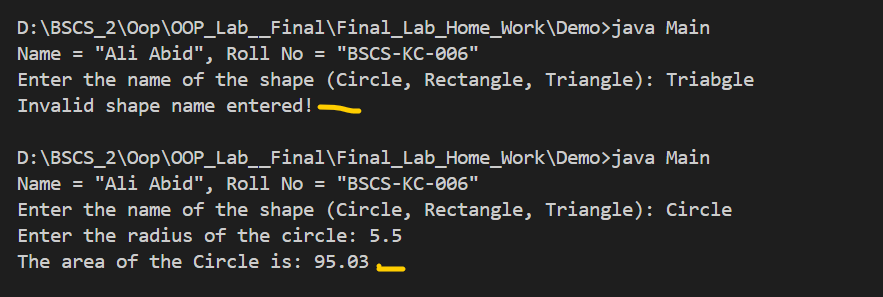 D:\BSCS_2\Oop\OOP_Lab__Final\Final_Lab_Home_Work\Demo>java Main
Name = "Ali Abid", Roll No = "BSCS-KC-006"
Enter the name of the shape (Circle, Rectangle, Triangle): Triabgle
Invalid shape name entered!
D:\BSCS_2\Oop\OOP_Lab__Final\Final_Lab_Home_Work\Demo>java Main
Name = "Ali Abid", Roll No = "BSCS-KC-006"
Enter the name of the shape (Circle, Rectangle, Triangle): Circle
Enter the radius of the circle: 5.5
The area of the Circle is: 95.03